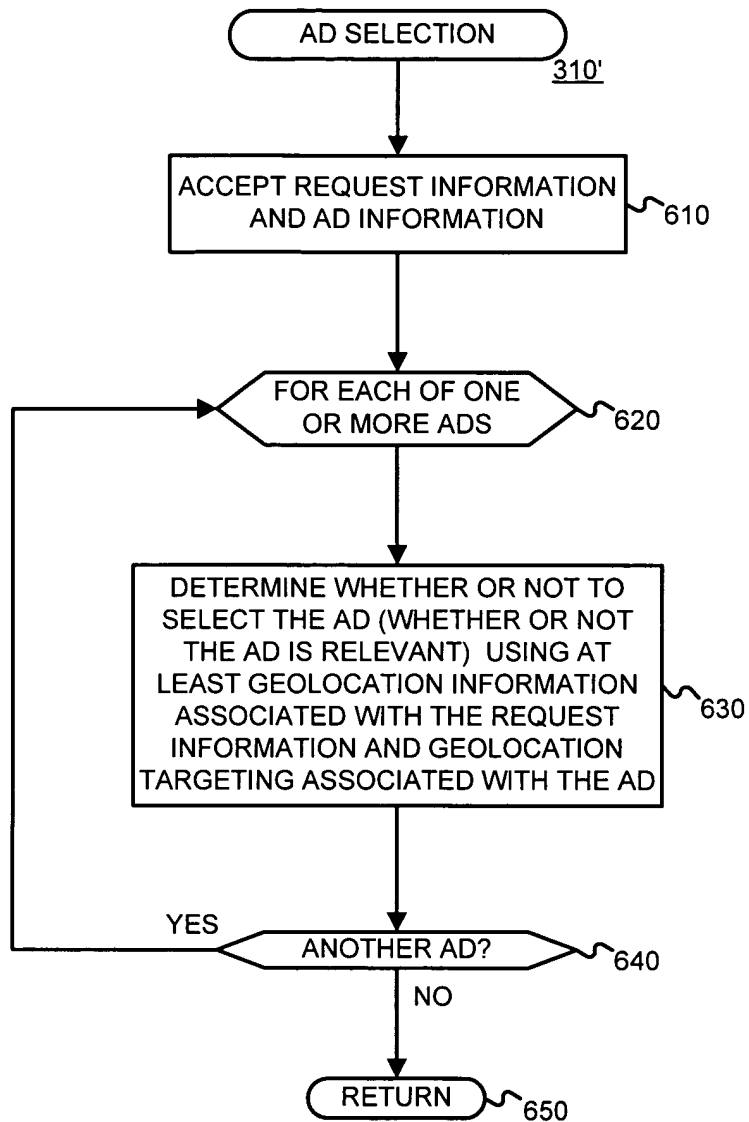 AD SELECTION
310'
ACCEPT REQUEST INFORMATION
AND AD INFORMATION
610
FOR EACH OF ONE
OR MORE ADS
620
DETERMINE WHETHER OR NOT TO
SELECT THE AD (WHETHER OR NOT
THE AD IS RELEVANT) USING AT
LEAST GEOLOCATION INFORMATION
ASSOCIATED WITH THE REQUEST
INFORMATION AND GEOLOCATION
TARGETING ASSOCIATED WITH THE AD
630
YES
ANOTHER AD?
640
NO
RETURN
650